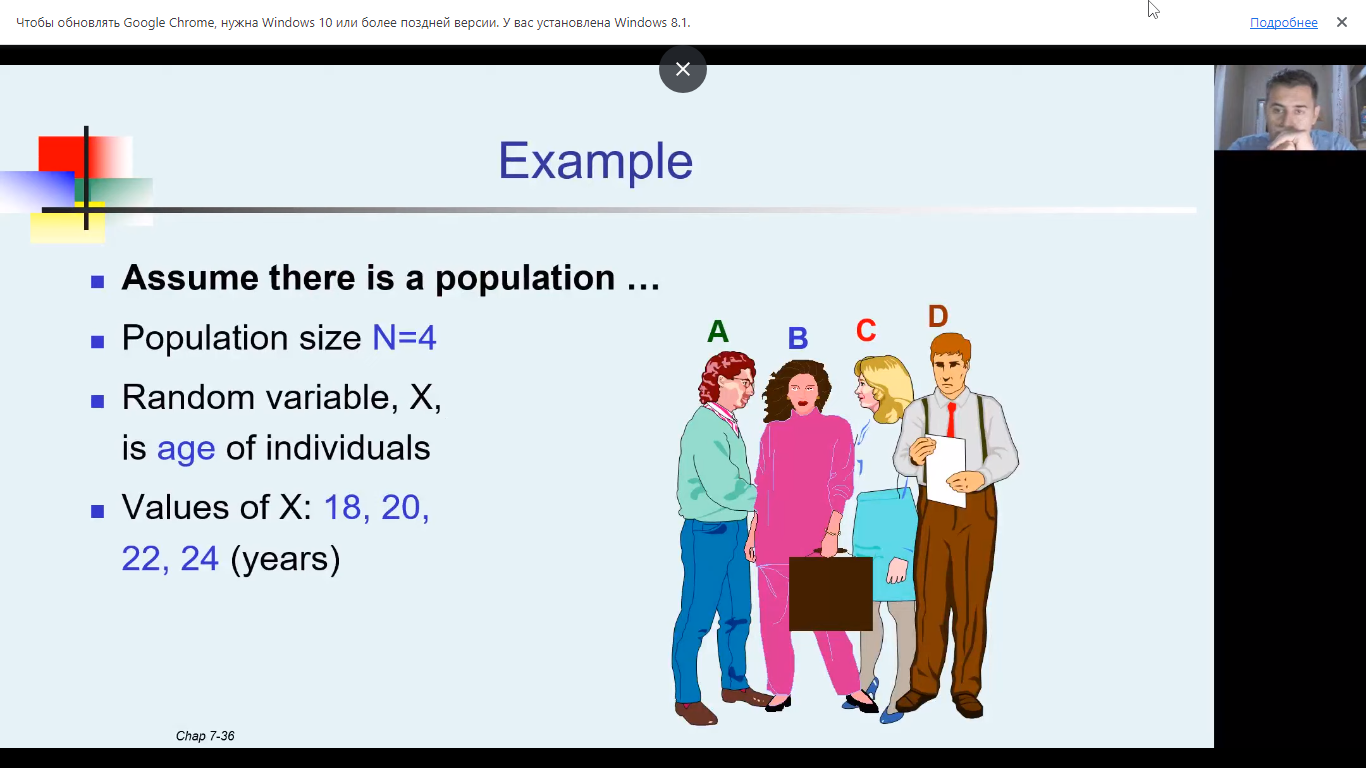 Чтобы обновлять Google Chrome, нужна Windows 10 или более поздней версии. У вас установлена Windows 8.1.
Подробнее
Example
Assume there is a population …
Population size N=4
Random variable, X,
is age of individuals
Values of X: 18, 20,
22, 24 (years)
A
B
C
D
Chap 7-36